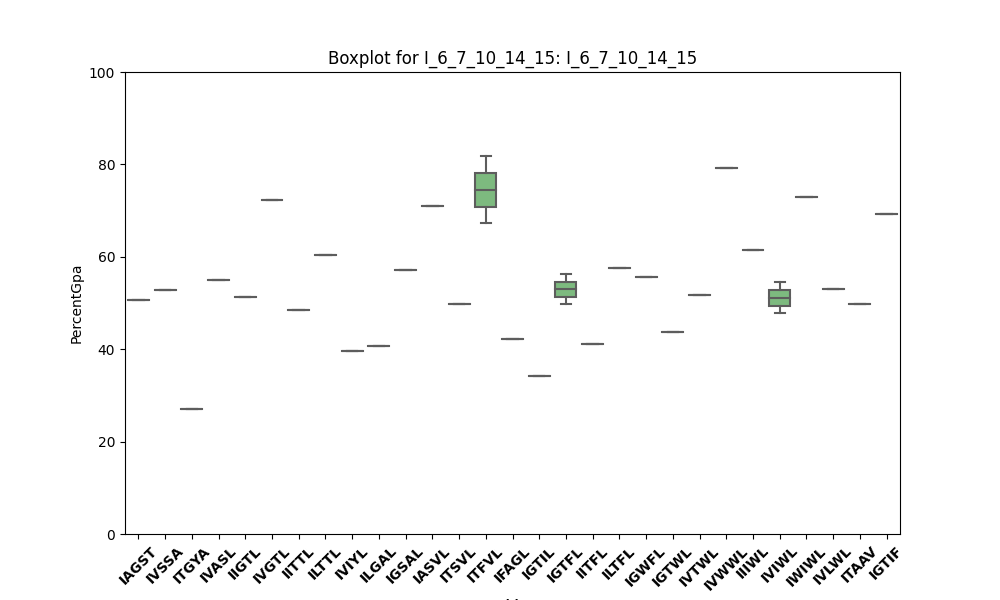 Boxplot for I_6_7_10_14_15: I_6_7_10_14_15
PercentGpa
100
80
60
40
20
0
IAGST
IVSSA
ITGYA
IVASL
IIGTL
IVGTL
IITTL
ILTTL
IVIYL
ILGAL
IGSAL
IASVL
ITSVL
ITFVL
IFAGL
IGTIL
IGTFL
IITFL
ILTFL
IGWFL
IGTWL
IVTWL
IVWWL
IIIWL
IVIWL
IWIWL
IVLWL
ITAAV
IGTIF